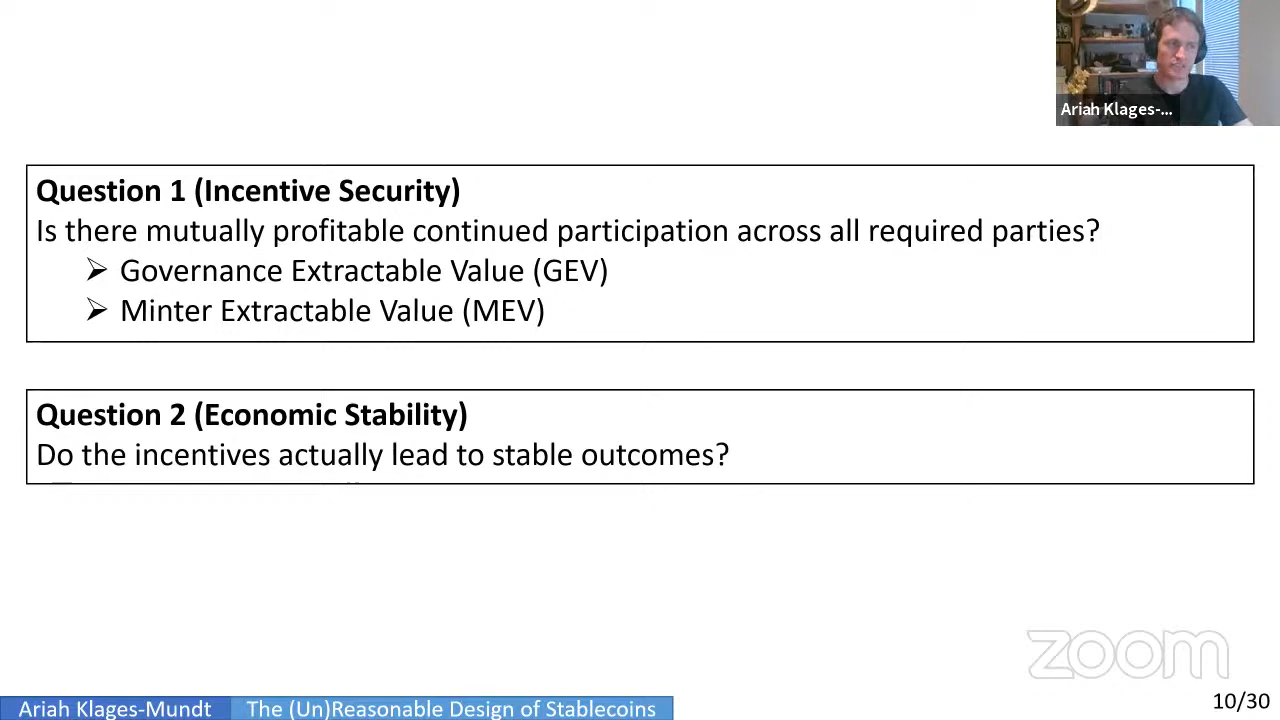 Ariah Klages-...
Question 1 (Incentive Security)
Is there mutually profitable continued participation across all required parties?
➢ Governance Extractable Value (GEV)
➢ Minter Extractable Value (MEV)
Question 2 (Economic Stability)
Do the incentives actually lead to stable outcomes?
zoom
Ariah Klages-Mundt
The (Un)Reasonable Design of Stablecoins
10/30